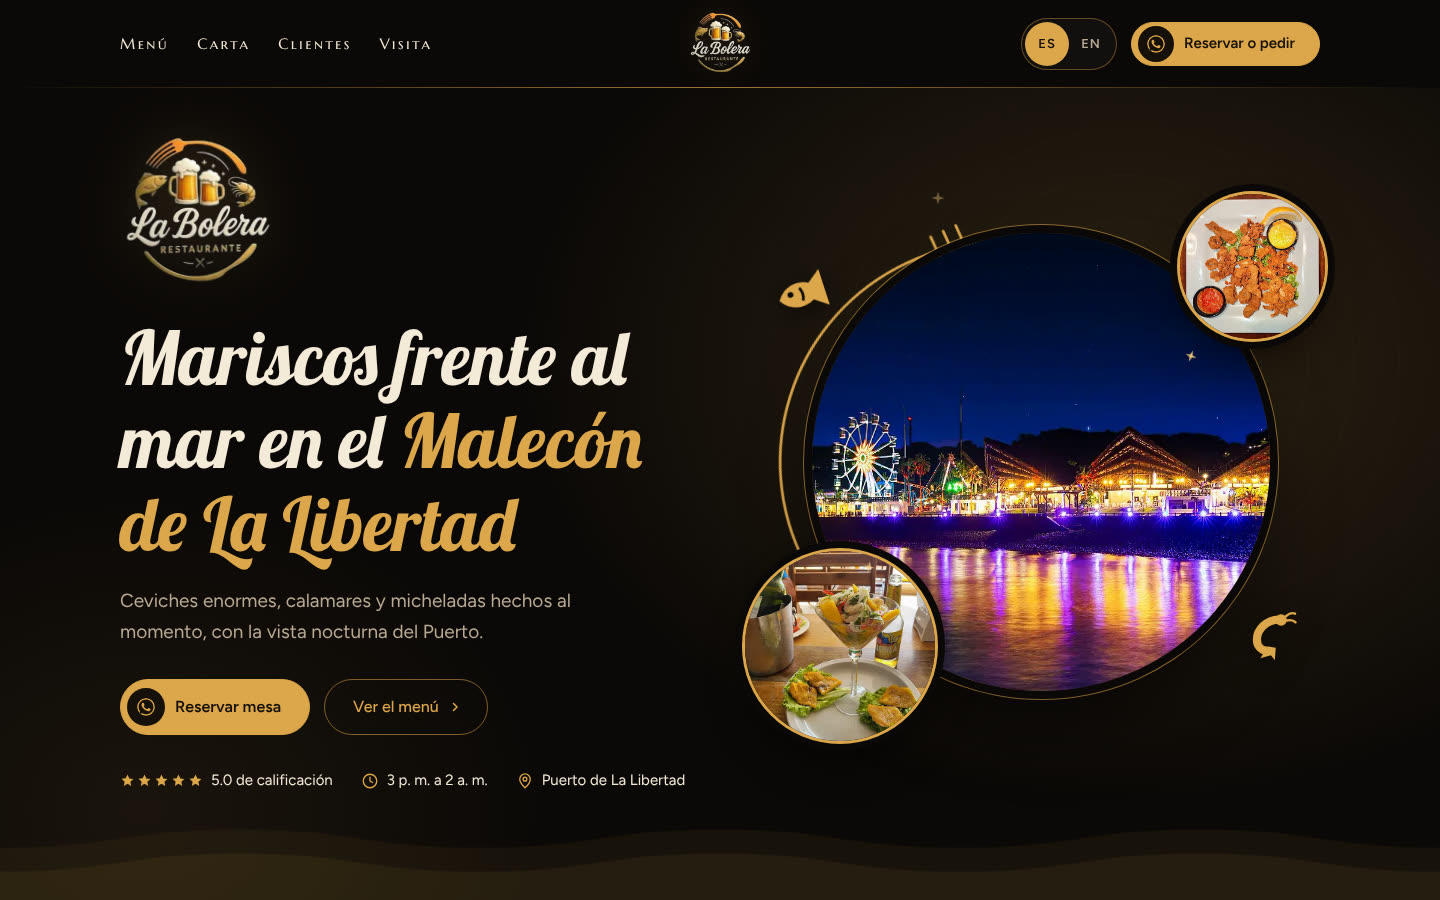 Menú
Carta
Clientes
Visita
La Bolera
RESTAURANTE
ES
EN
Reservar o pedir
La Bolera
RESTAURANTE
Mariscos frente al
mar en el Malecón
de La Libertad
Ceviches enormes, calamares y micheladas hechos al
momento, con la vista nocturna del Puerto.
Reservar mesa
Ver el menú
5.0 de calificación
3 p. m. a 2 a. m.
Puerto de La Libertad